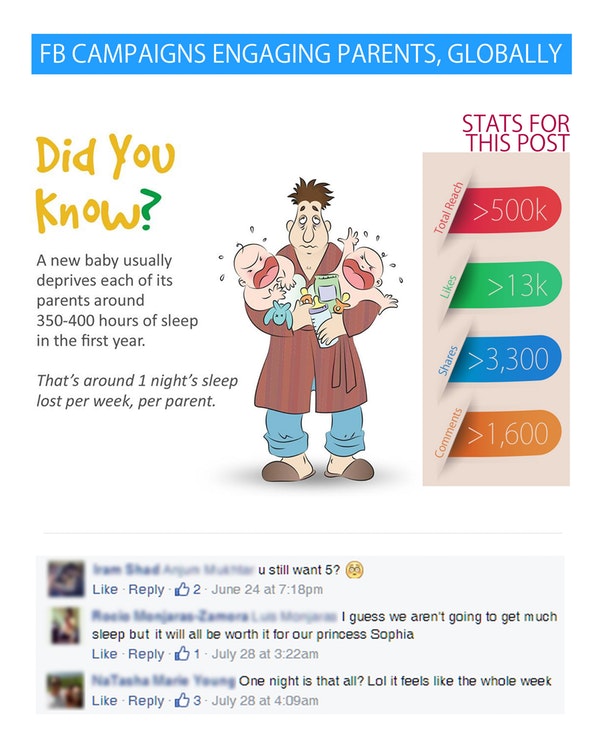 FB CAMPAIGNS ENGAGING PARENTS, GLOBALLY
Did You
Know?
A new baby usually
deprives each of its
parents around
350-400 hours of sleep
in the first year.
That's around 1 night's sleep
lost per week, per parent.
STATS FOR
THIS POST
Total Reach >500k
Likes >13k
Shares >3,300
Comments >1,600
u still want 5?
Like · Reply · 2 · June 24 at 7:18pm
I guess we aren't going to get much
sleep but it will all be worth it for our princess Sophia
Like · Reply · 1 · July 28 at 3:22am
One night is that all? Lol it feels like the whole week
Like · Reply · 3 · July 28 at 4:09am